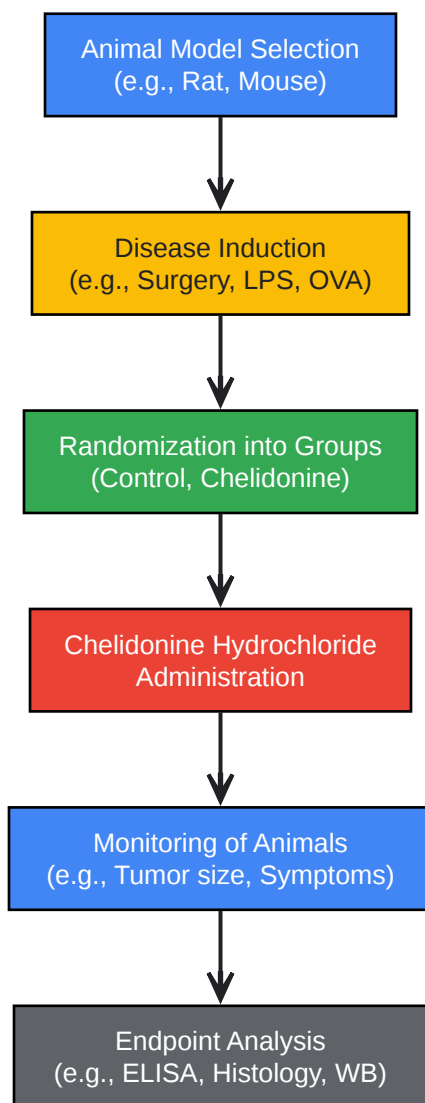 Animal Model Selection
(e.g., Rat, Mouse)
Disease Induction
(e.g., Surgery, LPS, OVA)
Randomization into Groups
(Control, Chelidonine)
Chelidonine Hydrochloride
Administration
Monitoring of Animals
(e.g., Tumor size, Symptoms)
Endpoint Analysis
(e.g., ELISA, Histology, WB)